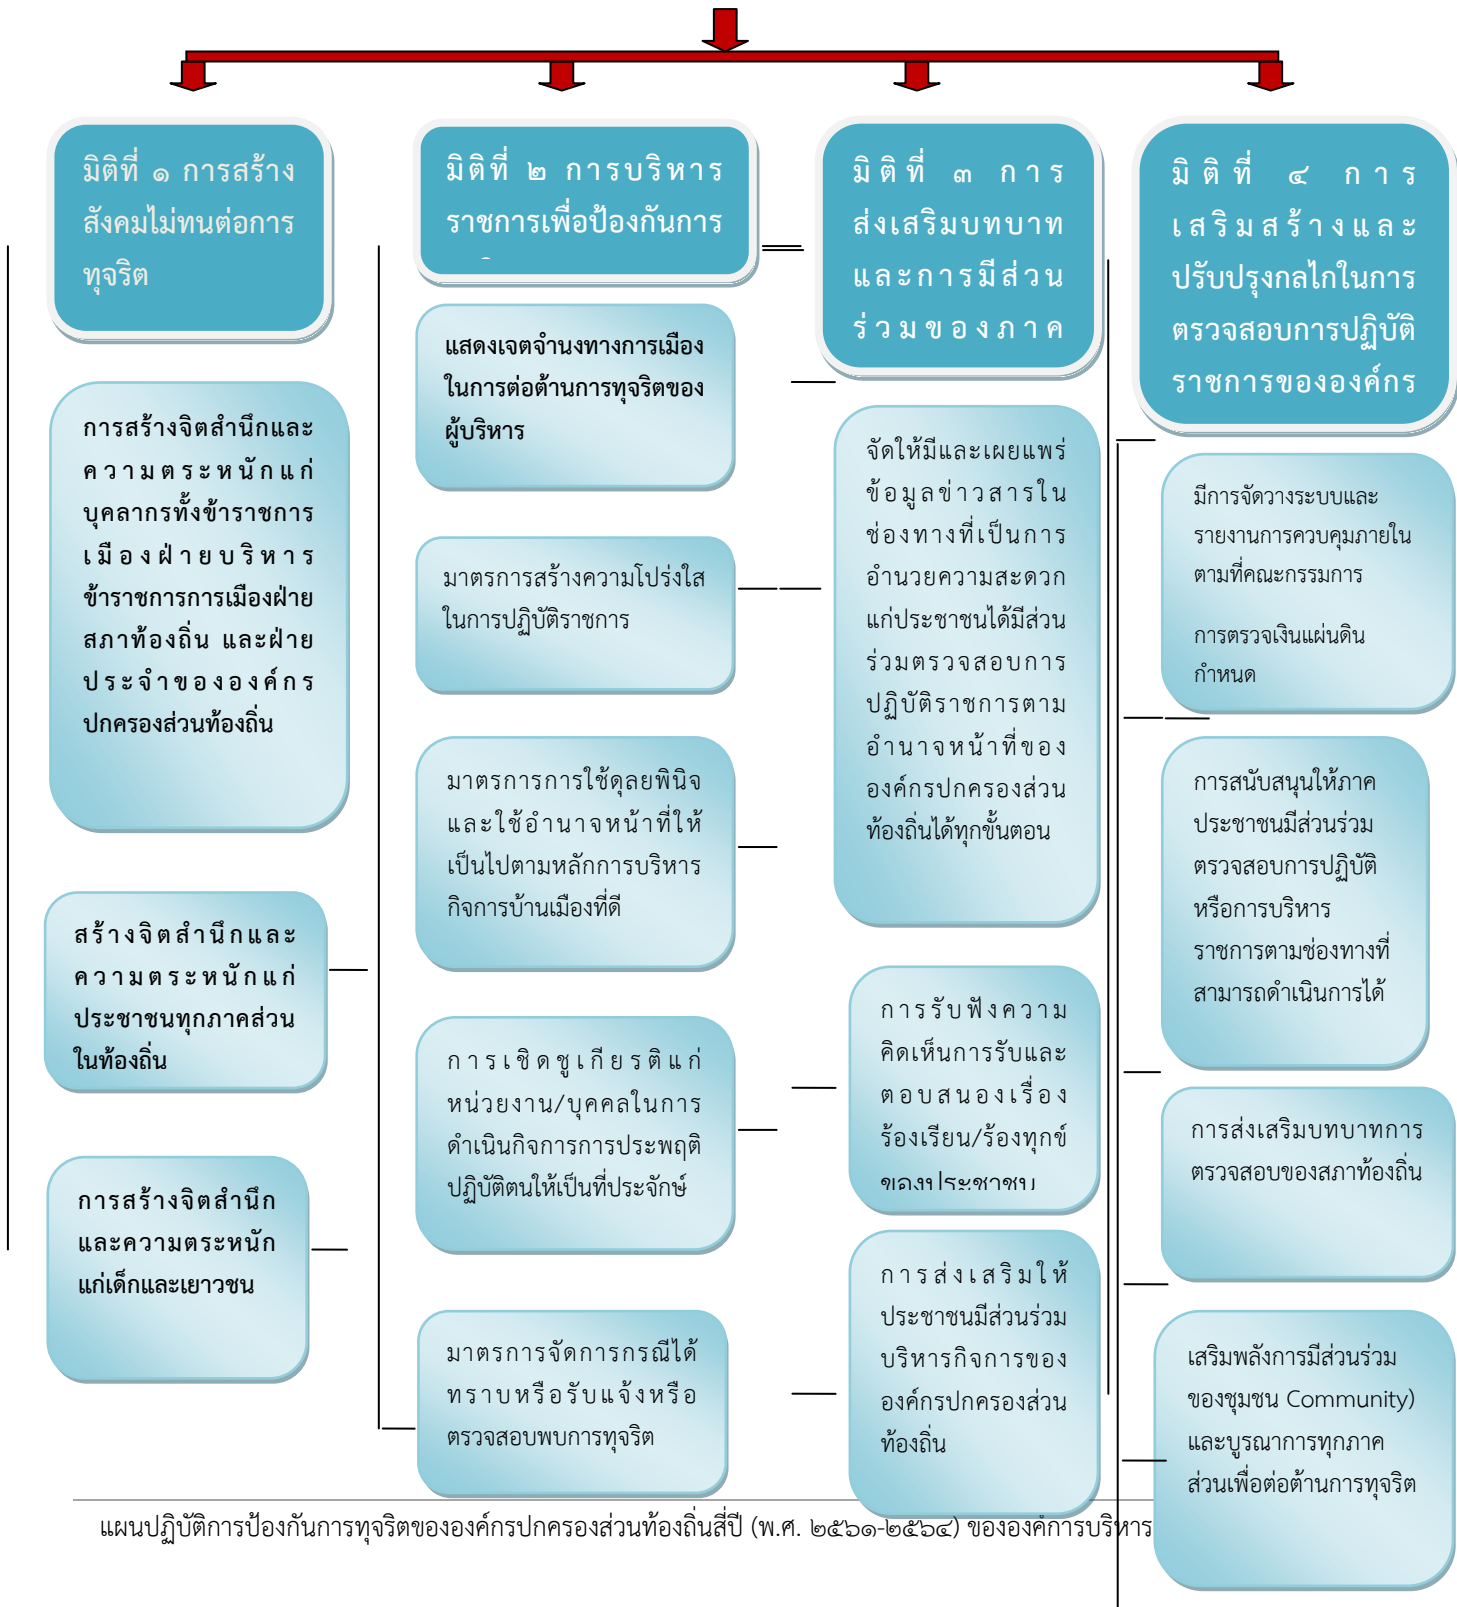 มิติที่ ๑ การสร้าง
สังคมไม่ทนต่อการ
ทุจริต
การสร้างจิตสำนึกและ
ความตระหนักแก่
บุคลากรทั้งข้าราชการ
เมืองฝ่ายบริหาร
ข้าราชการการเมืองฝ่าย
สภาท้องถิ่น และฝ่าย
ประจำขององค์กร
ปกครองส่วนท้องถิ่น
สร้างจิตสำนึกและ
ความตระหนักแก่
ประชาชนทุกภาคส่วน
ในท้องถิ่น
การสร้างจิตสำนึก
และความตระหนัก
แก่เด็กและเยาวชน
มิติที่ ๒ การบริหาร
ราชการเพื่อป้องกันการ
แสดงเจตจำนงทางการเมือง
ในการต่อต้านการทุจริตของ
ผู้บริหาร
มาตรการสร้างความโปร่งใส
ในการปฏิบัติราชการ
มาตรการการใช้ดุลยพินิจ
และใช้อำนาจหน้าที่ให้
เป็นไปตามหลักการบริหาร
กิจการบ้านเมืองที่ดี
การเชิดชูเกียรติแก่
หน่วยงาน/บุคคลในการ
ดำเนินกิจการการประพฤติ
ปฏิบัติตนให้เป็นที่ประจักษ์
มาตรการจัดการกรณีได้
ทราบหรือรับแจ้งหรือ
ตรวจสอบพบการทุจริต
มิติที่ ๓ การ
ส่งเสริมบทบาท
และการมีส่วน
ร่วมของภาค
จัดให้มีและเผยแพร่
ข้อมูลข่าวสารใน
ช่องทางที่เป็นการ
อำนวยความสะดวก
แก่ประชาชนได้มีส่วน
ร่วมตรวจสอบการ
ปฏิบัติราชการตาม
อำนาจหน้าที่ของ
องค์กรปกครองส่วน
ท้องถิ่นได้ทุกขั้นตอน
การรับฟังความ
คิดเห็นการรับและ
ตอบสนองเรื่อง
ร้องเรียน/ร้องทุกข์
ของประชาชน
การส่งเสริมให้
ประชาชนมีส่วนร่วม
บริหารกิจการของ
องค์กรปกครองส่วน
ท้องถิ่น
มิติที่ ๔ การ
เสริมสร้างและ
ปรับปรุงกลไกในการ
ตรวจสอบการปฏิบัติ
ราชการขององค์กร
มีการจัดวางระบบและ
รายงานการควบคุมภายใน
ตามที่คณะกรรมการ
การตรวจเงินแผ่นดิน
กำหนด
การสนับสนุนให้ภาค
ประชาชนมีส่วนร่วม
ตรวจสอบการปฏิบัติ
หรือการบริหาร
ราชการตามช่องทางที่
สามารถดำเนินการได้
การส่งเสริมบทบาทการ
ตรวจสอบของสภาท้องถิ่น
เสริมพลังการมีส่วนร่วม
ของชุมชน Community)
และบูรณาการทุกภาค
ส่วนเพื่อต่อต้านการทุจริต
แผนปฏิบัติการป้องกันการทุจริตขององค์กรปกครองส่วนท้องถิ่นสี่ปี (พ.ศ. ๒๕๖๑-๒๕๖๔) ขององค์การบริหาร